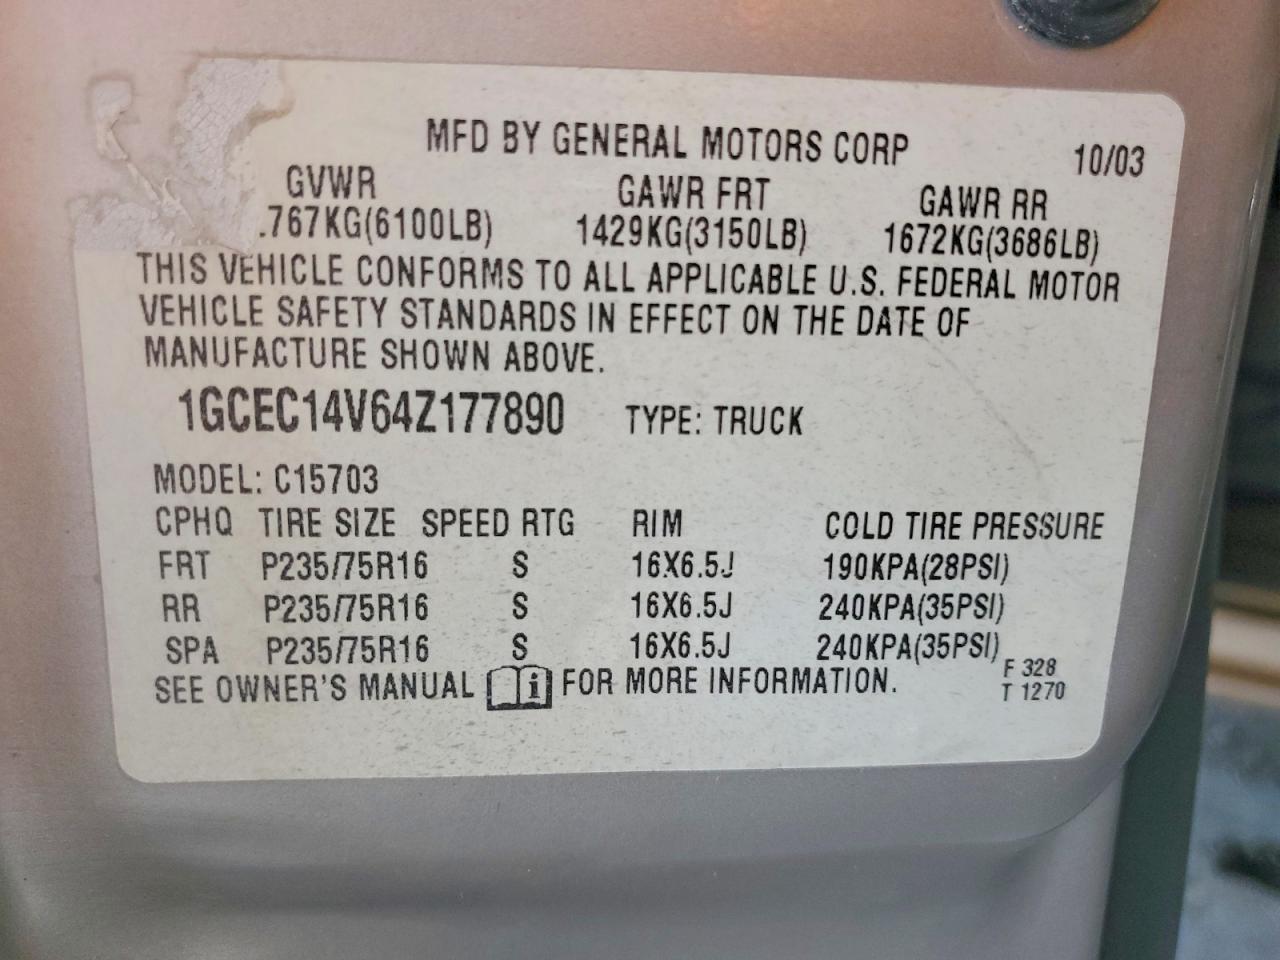 MFD BY GENERAL MOTORS CORP 10/03
GVWR GAWR FRT GAWR RR
.767KG(6100LB) 1429KG(3150LB) 1672KG(3686LB)
THIS VEHICLE CONFORMS TO ALL APPLICABLE U.S. FEDERAL MOTOR
VEHICLE SAFETY STANDARDS IN EFFECT ON THE DATE OF
MANUFACTURE SHOWN ABOVE.
1GCEC14V64Z177890 TYPE: TRUCK
MODEL: C15703
CPHQ TIRE SIZE SPEED RTG RIM COLD TIRE PRESSURE
FRT P235/75R16 S 16X6.5J 190KPA(28PSI)
RR P235/75R16 S 16X6.5J 240KPA(35PSI)
SPA P235/75R16 S 16X6.5J 240KPA(35PSI)
SEE OWNER'S MANUAL i FOR MORE INFORMATION.
F 328
T 1270